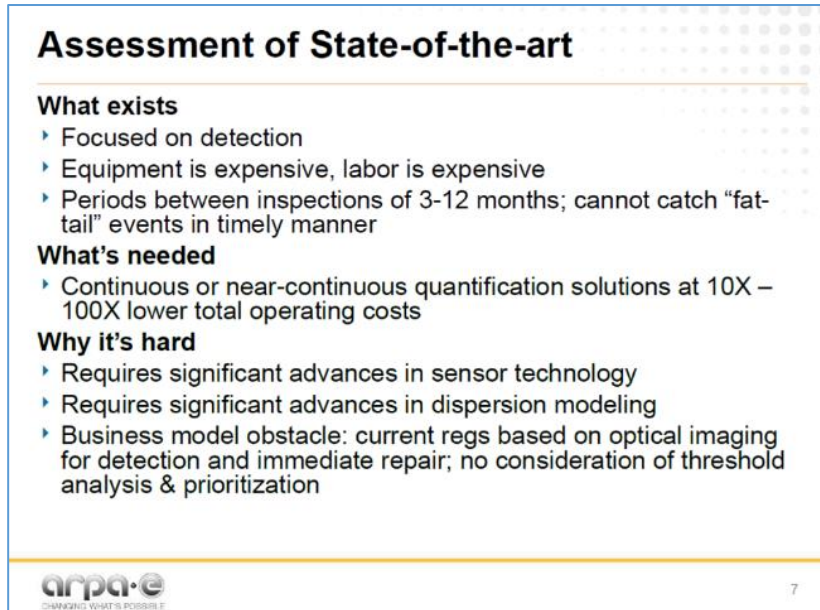 Assessment of State-of-the-art
What exists
Focused on detection
Equipment is expensive, labor is expensive
Periods between inspections of 3-12 months; cannot catch “fat-
tail” events in timely manner
What’s needed
Continuous or near-continuous quantification solutions at 10X –
100X lower total operating costs
Why it’s hard
Requires significant advances in sensor technology
Requires significant advances in dispersion modeling
Business model obstacle: current regs based on optical imaging
for detection and immediate repair; no consideration of threshold
analysis & prioritization
arpa·e
CHANGING WHAT'S POSSIBLE
7